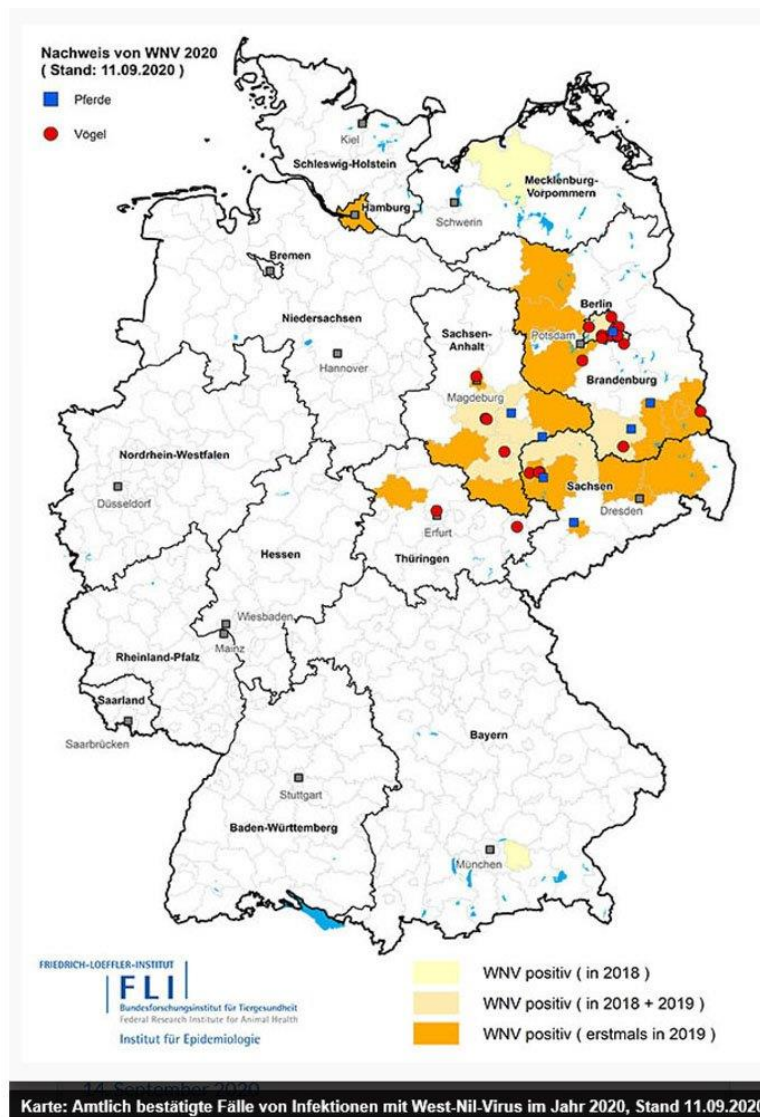 Nachweis von WNV 2020
( Stand: 11.09.2020 )
Pferde
Vögel
Kiel
Schleswig-Holstein
Mecklenburg-
Vorpommern
Hamburg
Schwerin
Bremen
Niedersachsen
Berlin
Sachsen-
Anhalt
Potsdam
Hannover
Brandenburg
Magdeburg
Nordrhein-Westfalen
Düsseldorf
Sachsen
Dresden
Erfurt
Hessen
Thüringen
Wiesbaden
Mainz
Rheinland-Pfalz
Saarland
Saarbrücken
Bayern
Stuttgart
Baden-Württemberg
München
FRIEDRICH-LOEFFLER-INSTITUT
FLI
Bundesforschungsinstitut für Tiergesundheit
Federal Research Institute for Animal Health
Institut für Epidemiologie
WNV positiv ( in 2018 )
WNV positiv ( in 2018 + 2019 )
WNV positiv ( erstmals in 2019 )
14. September 2020
Karte: Amtlich bestätigte Fälle von Infektionen mit West-Nil-Virus im Jahr 2020, Stand 11.09.2020